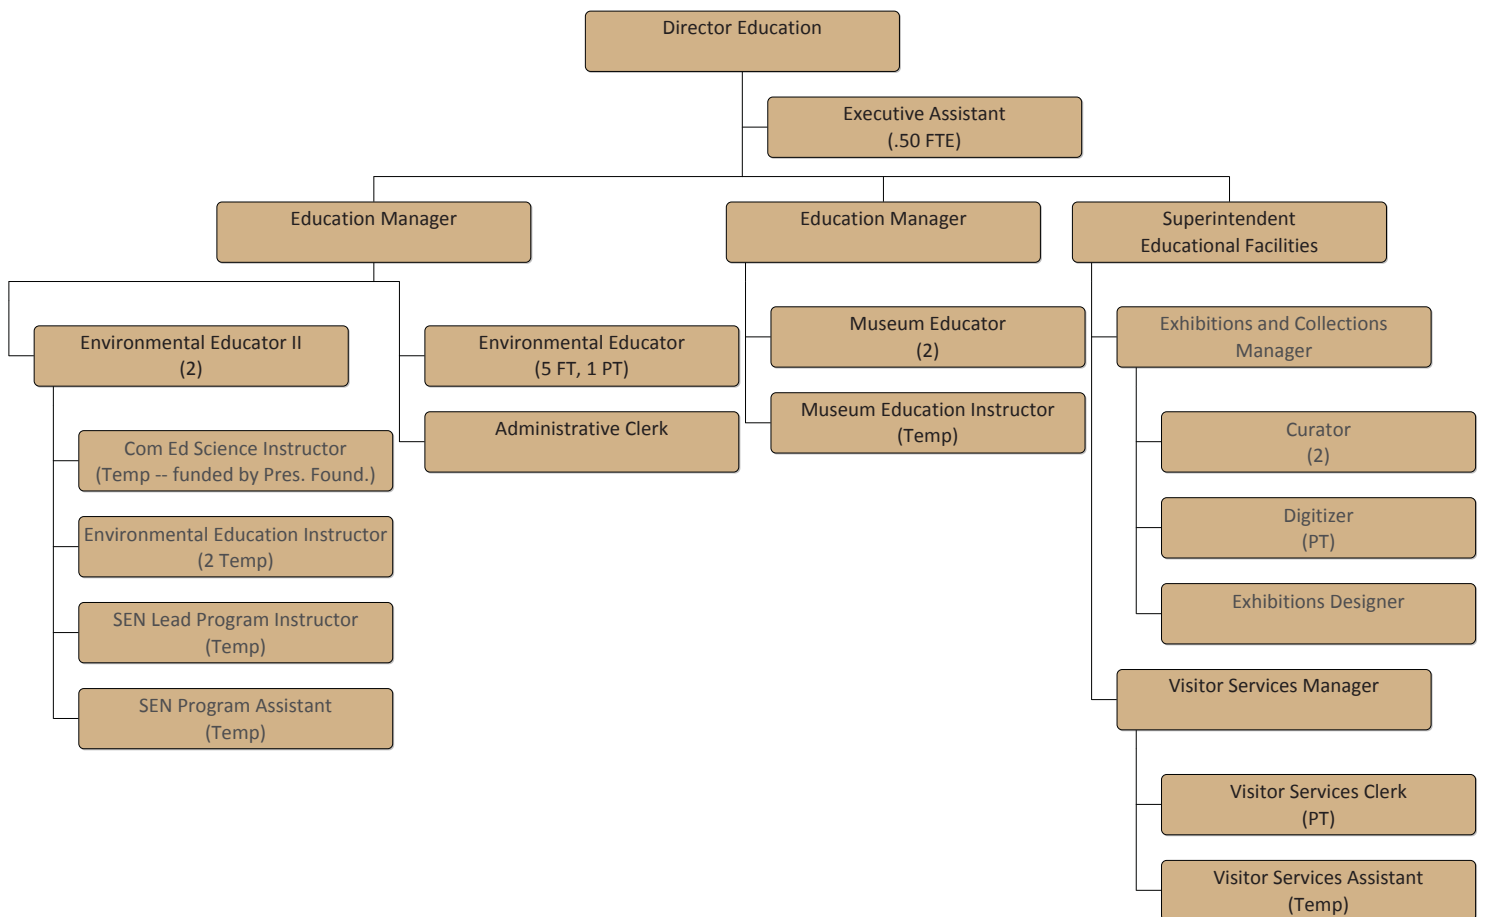 Director Education
Executive Assistant
(.50 FTE)
Education Manager
Education Manager
Superintendent
Educational Facilities
Environmental Educator II
(2)
Com Ed Science Instructor
(Temp -- funded by Pres. Found.)
Environmental Education Instructor
(2 Temp)
SEN Lead Program Instructor
(Temp)
SEN Program Assistant
(Temp)
Environmental Educator
(5 FT, 1 PT)
Administrative Clerk
Museum Educator
(2)
Museum Education Instructor
(Temp)
Exhibitions and Collections
Manager
Curator
(2)
Digitizer
(PT)
Exhibitions Designer
Visitor Services Manager
Visitor Services Clerk
(PT)
Visitor Services Assistant
(Temp)